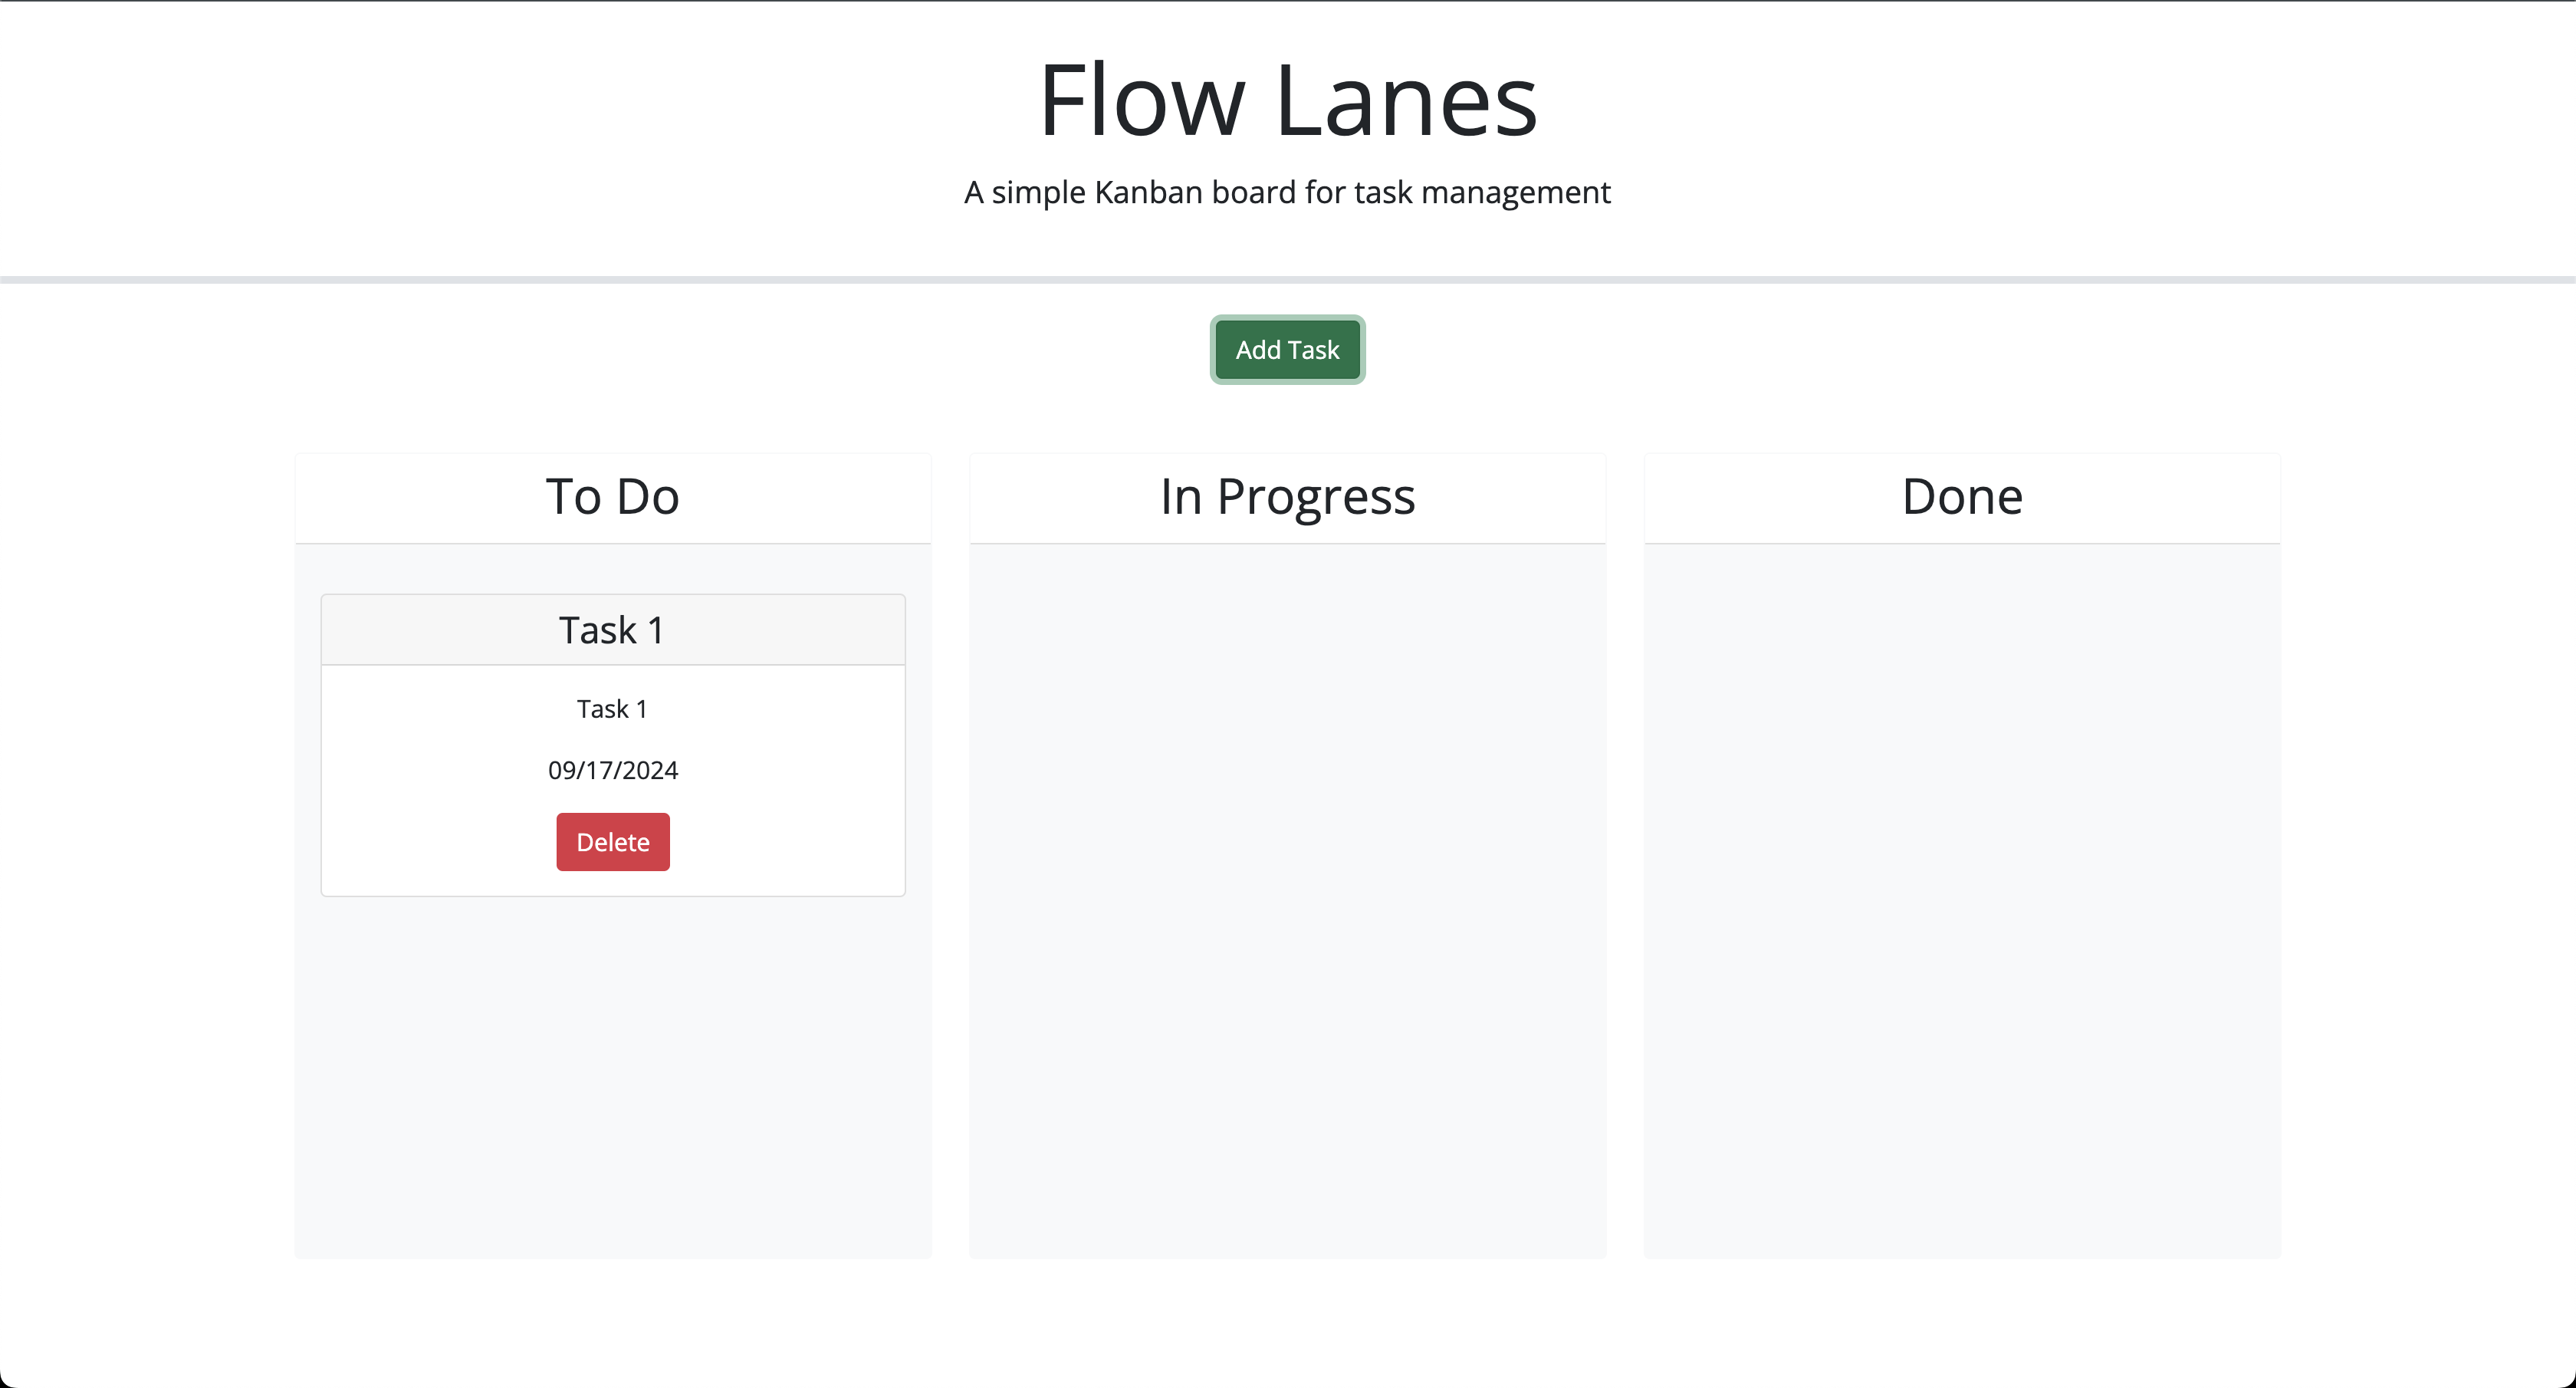 Flow Lanes
A simple Kanban board for task management
Add Task
To Do
In Progress
Done
Task 1
Task 1
09/17/2024
Delete